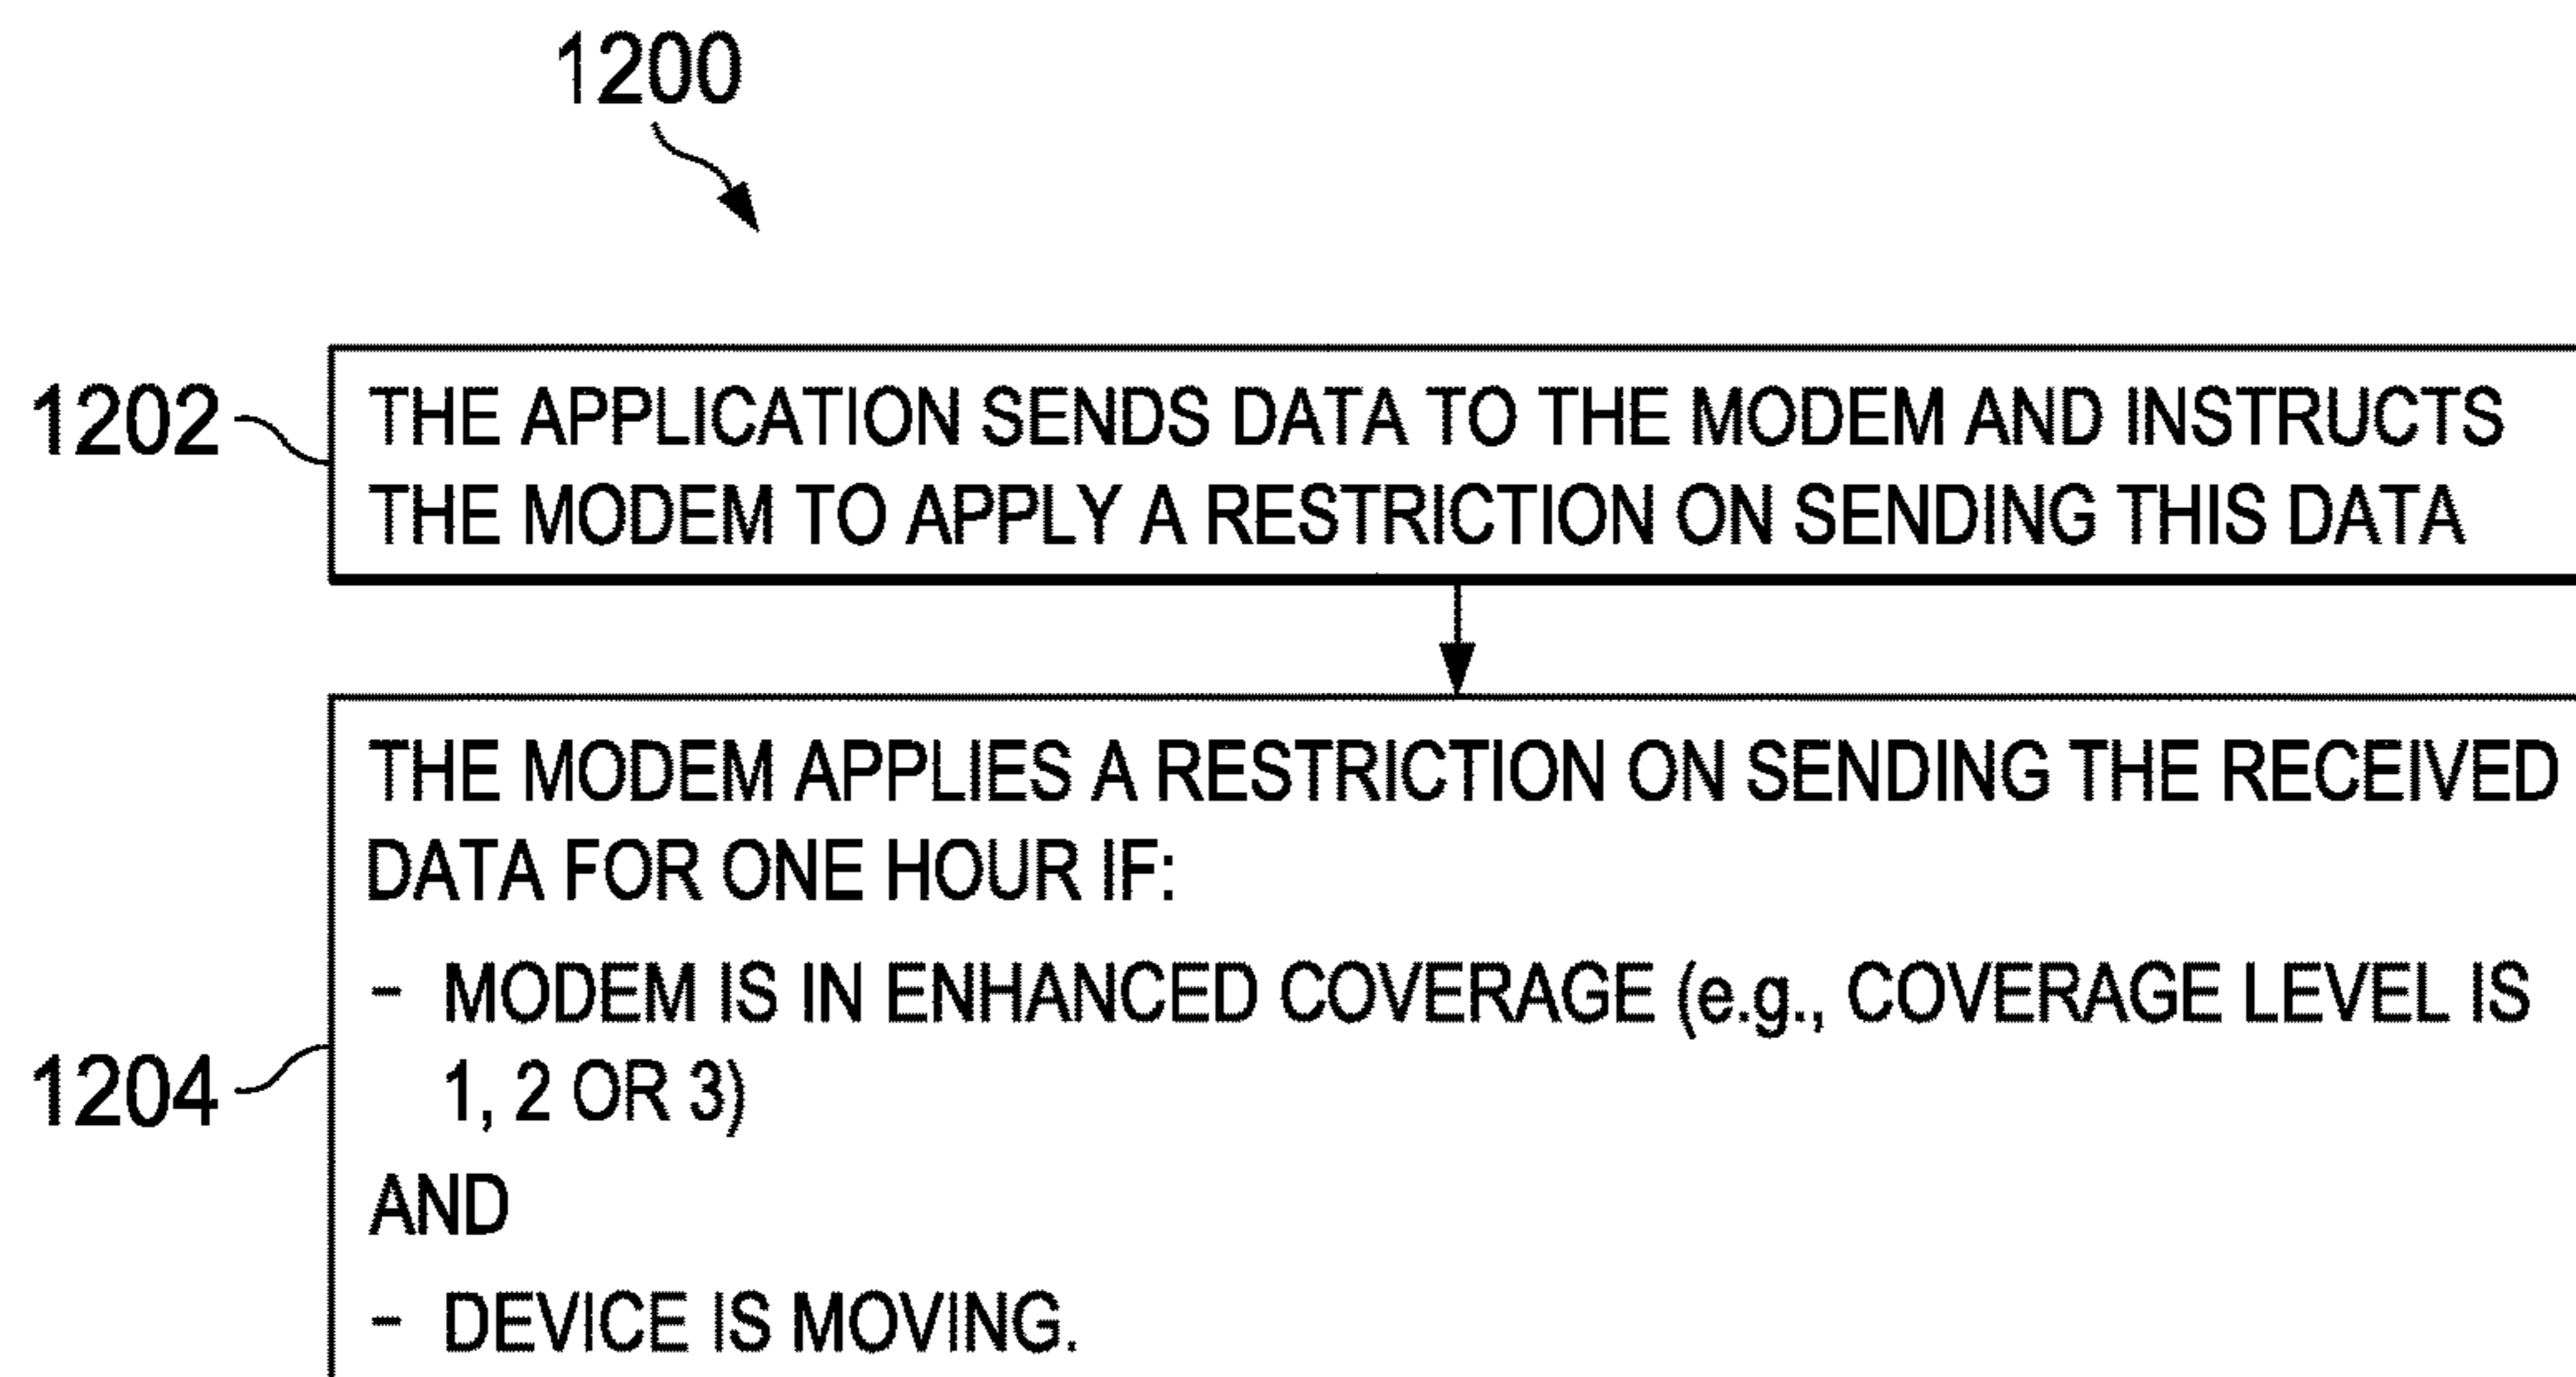 1200
1202
THE APPLICATION SENDS DATA TO THE MODEM AND INSTRUCTS
THE MODEM TO APPLY A RESTRICTION ON SENDING THIS DATA
THE MODEM APPLIES A RESTRICTION ON SENDING THE RECEIVED
DATA FOR ONE HOUR IF:
- MODEM IS IN ENHANCED COVERAGE (e.g., COVERAGE LEVEL IS
1, 2 OR 3)
1204
AND
- DEVICE IS MOVING.